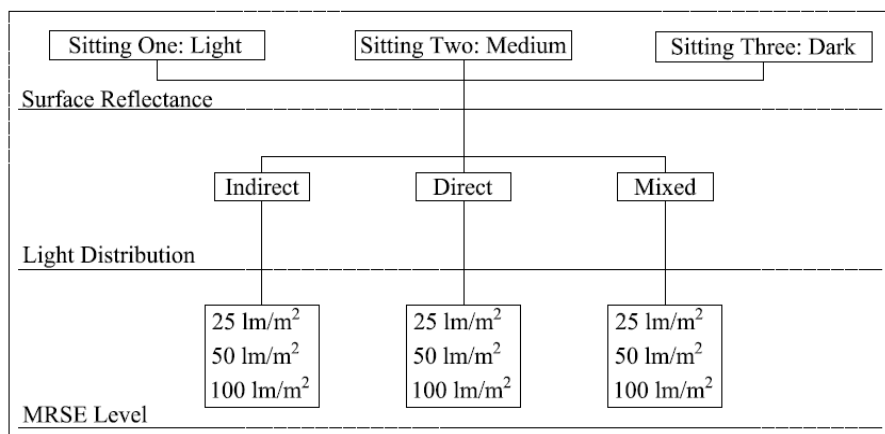 Sitting One: Light
Sitting Two: Medium
Sitting Three: Dark
Surface Reflectance
Indirect
Direct
Mixed
Light Distribution
25 lm/m²
50 lm/m²
100 lm/m²
25 lm/m²
50 lm/m²
100 lm/m²
25 lm/m²
50 lm/m²
100 lm/m²
MRSE Level